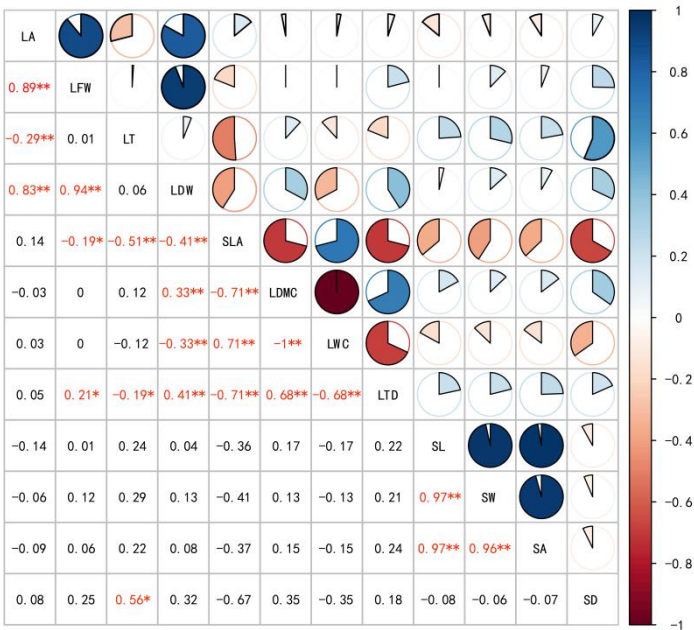 LA
0.89** LFW
-0.29** 0.01 LT
0.83** 0.94** 0.06 LDW
0.14 -0.19* -0.51** -0.41** SLA
-0.03 0 0.12 0.33** -0.71** LDMC
0.03 0 -0.12 -0.33** 0.71** -1** LWC
0.05 0.21* -0.19* 0.41** -0.71** 0.68** -0.68** LTD
-0.14 0.01 0.24 0.04 -0.36 0.17 -0.17 0.22 SL
-0.06 0.12 0.29 0.13 -0.41 0.13 -0.13 0.21 0.97** SW
-0.09 0.06 0.22 0.08 -0.37 0.15 -0.15 0.24 0.97** 0.96** SA
0.08 0.25 0.56* 0.32 -0.67 0.35 -0.35 0.18 -0.08 -0.06 -0.07 SD
1
0.8
0.6
0.4
0.2
0
-0.2
-0.4
-0.6
-0.8
-1